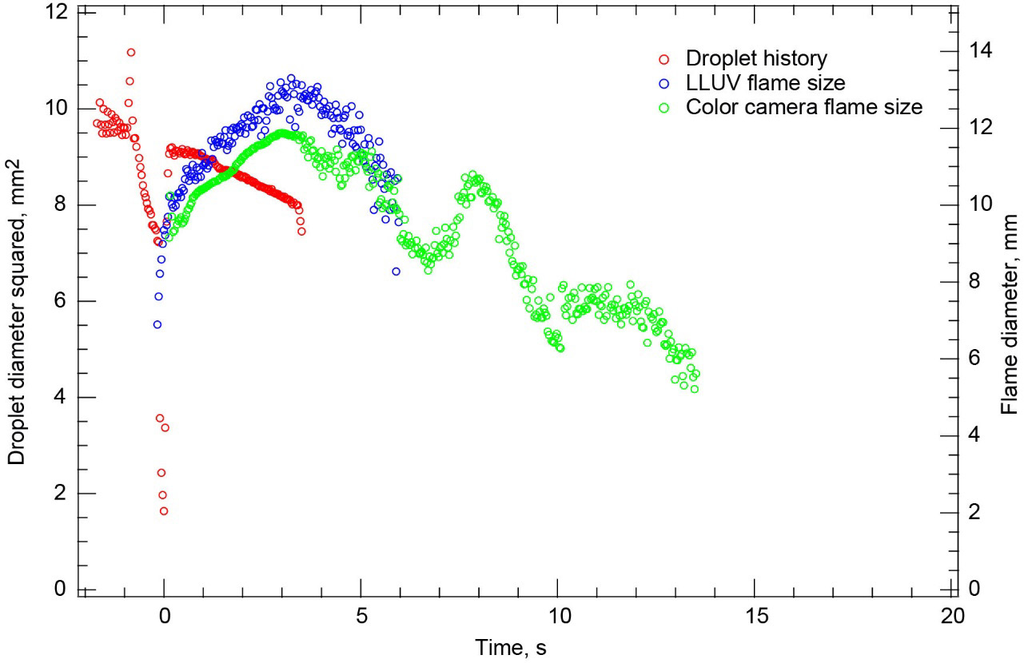 12
10
8
6
4
2
0
Droplet diameter squared, mm2
Droplet history
LLUV flame size
Color camera flame size
14
12
10
8
6
4
2
0
Flame diameter, mm
0 5 10 15 20
Time, s